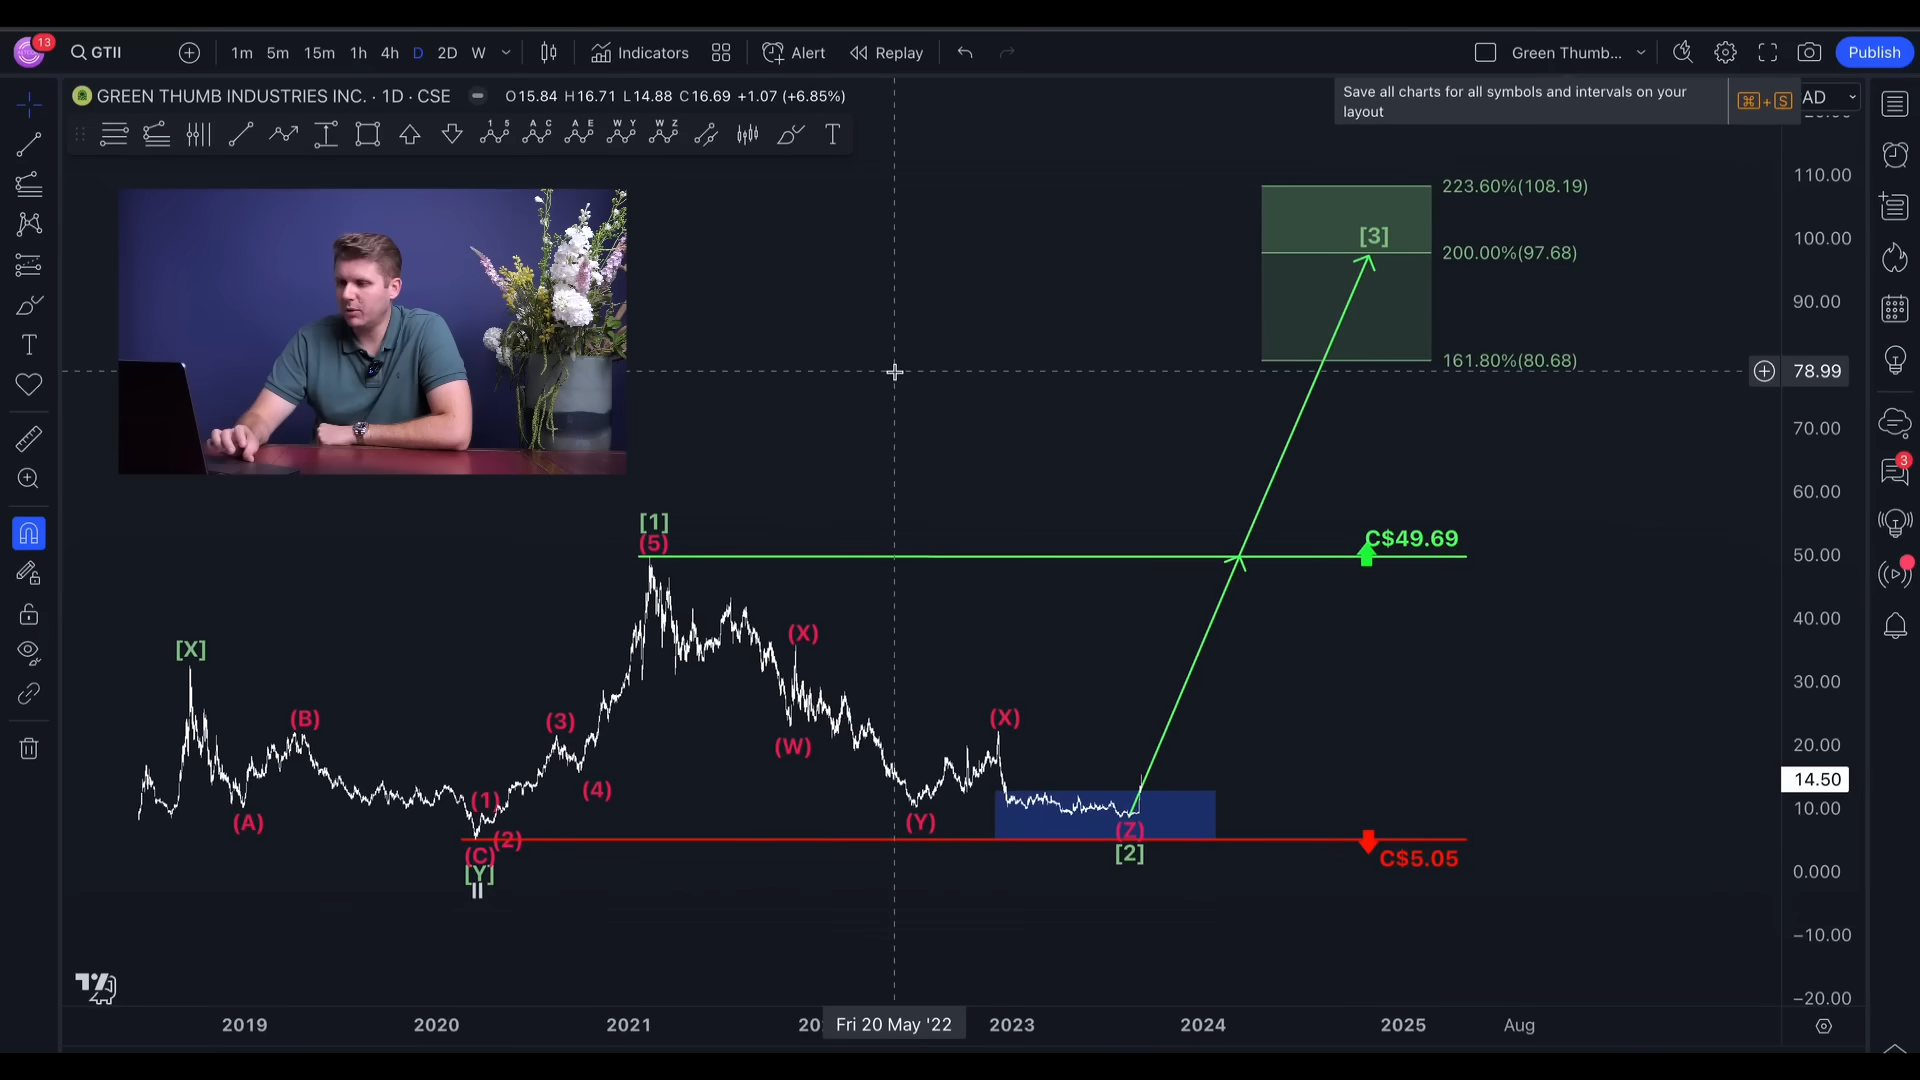 13
GTII
1m 5m 15m 1h 4h D 2D W
Indicators
Alert
Replay
Green Thumb...
Publish
GREEN THUMB INDUSTRIES INC. · 1D · CSE
O15.84 H16.71 L14.88 C16.69 +1.07 (+6.85%)
Save all charts for all symbols and intervals on your
layout
⌘ + S
AD
1 5
A C
A E
W Y
W Z
T
T
110.00
100.00
90.00
78.99
70.00
60.00
50.00
40.00
30.00
20.00
14.50
10.00
0.000
−10.00
−20.00
223.60%(108.19)
[3]
200.00%(97.68)
161.80%(80.68)
[1]
(5)
C$49.69
[X]
(X)
(B)
(3)
(X)
(W)
(4)
(1)
(A)
(Y)
(Z)
(2)
[2]
(C)
[Y]
II
C$5.05
3
2019
2020
2021
Fri 20 May '22
2023
2024
2025
Aug